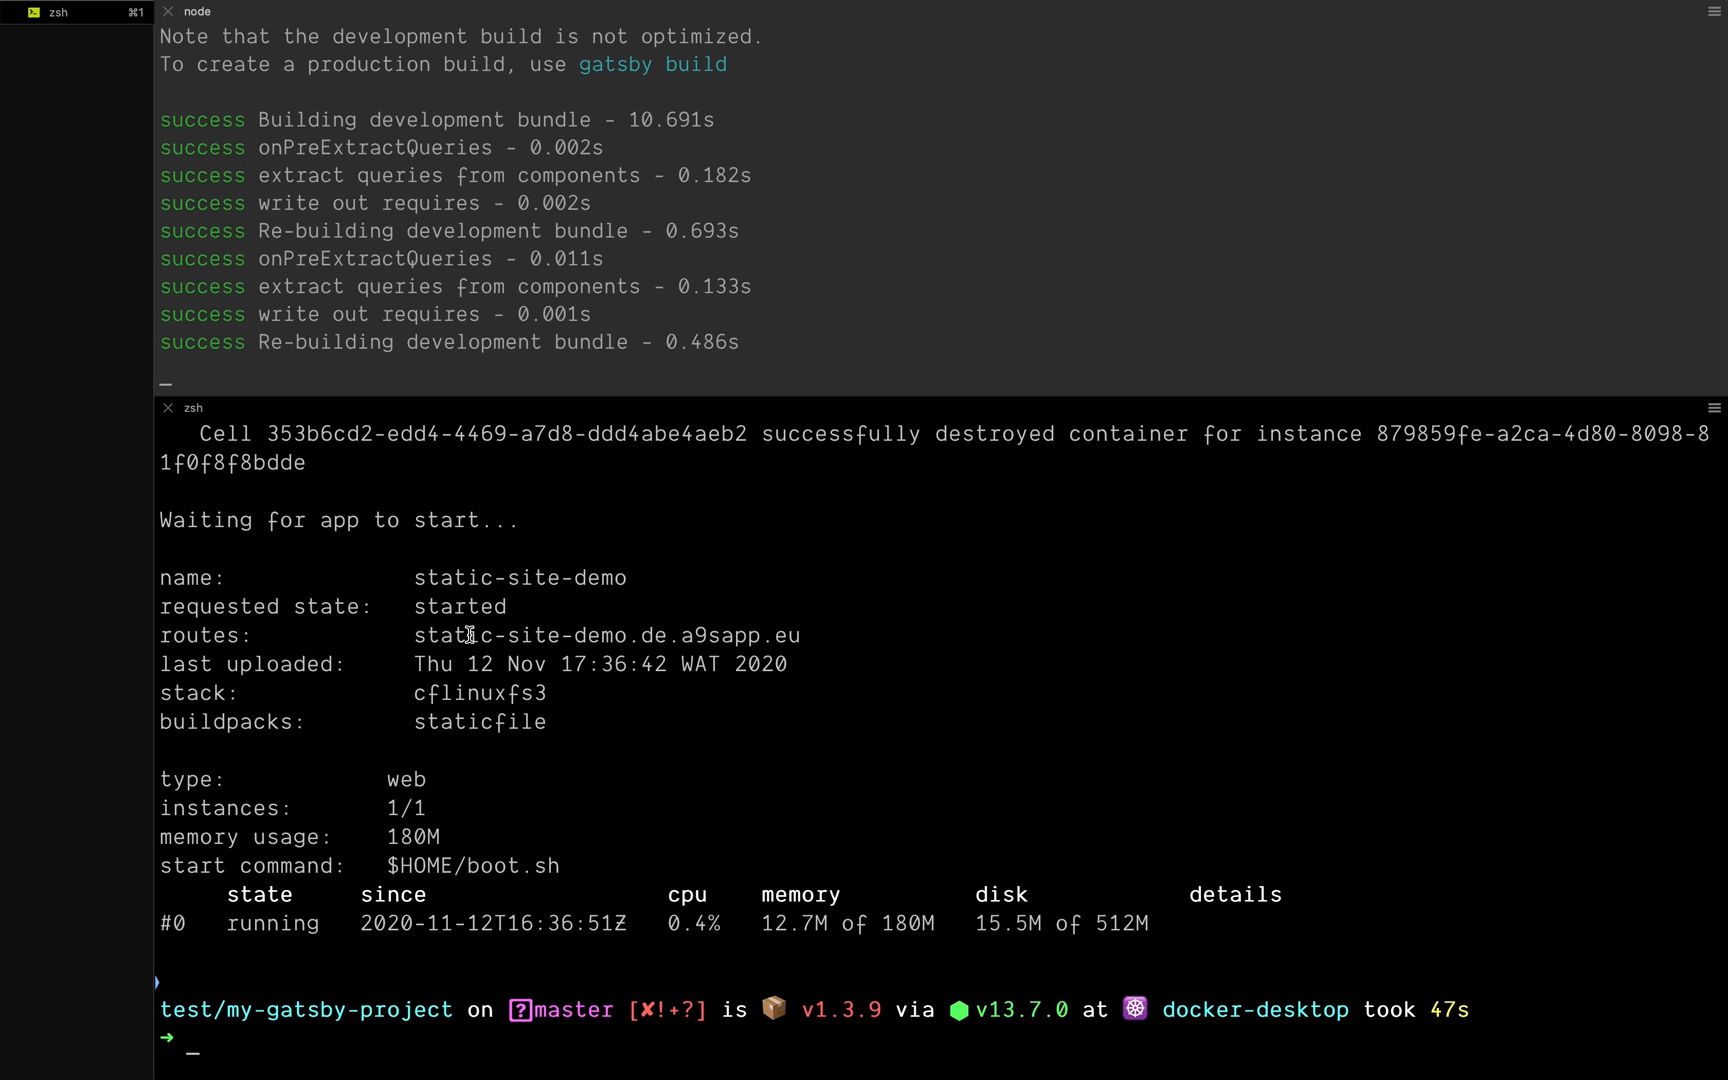 zsh ⌘1
node
Note that the development build is not optimized.
To create a production build, use gatsby build
success Building development bundle - 10.691s
success onPreExtractQueries - 0.002s
success extract queries from components - 0.182s
success write out requires - 0.002s
success Re-building development bundle - 0.693s
success onPreExtractQueries - 0.011s
success extract queries from components - 0.133s
success write out requires - 0.001s
success Re-building development bundle - 0.486s
zsh
Cell 353b6cd2-edd4-4469-a7d8-ddd4abe4aeb2 successfully destroyed container for instance 879859fe-a2ca-4d80-8098-8
1f0f8f8bdde
Waiting for app to start...
name: static-site-demo
requested state: started
routes: static-site-demo.de.a9sapp.eu
last uploaded: Thu 12 Nov 17:36:42 WAT 2020
stack: cflinuxfs3
buildpacks: staticfile
type: web
instances: 1/1
memory usage: 180M
start command: $HOME/boot.sh
state since cpu memory disk details
#0 running 2020-11-12T16:36:51Z 0.4% 12.7M of 180M 15.5M of 512M
test/my-gatsby-project on [?]master [✘!+?] is 📦 v1.3.9 via ⬢ v13.7.0 at ☸ docker-desktop took 47s
➜